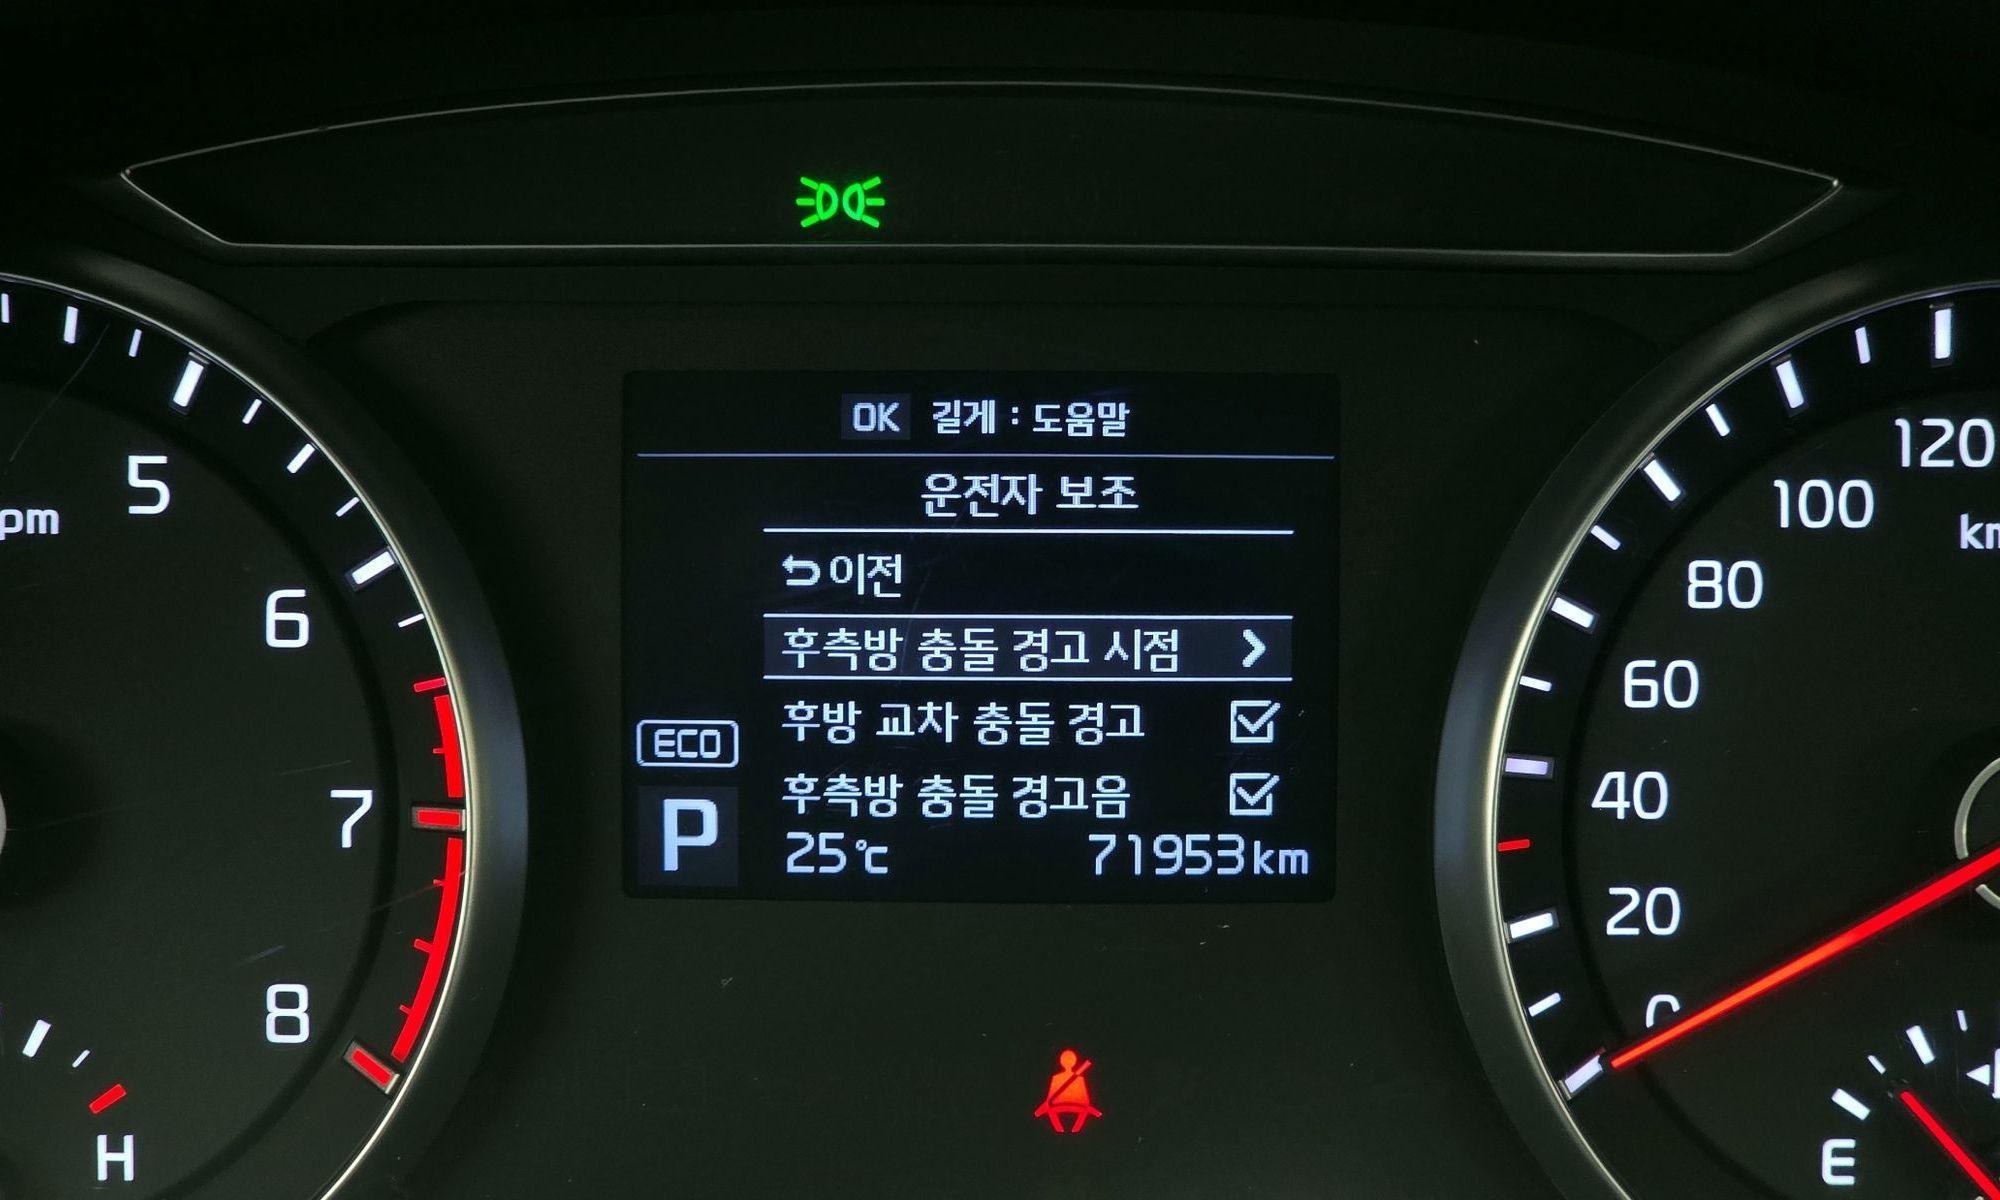 OK 길게 : 도움말
운전자 보조
이전
후측방 충돌 경고 시점
후방 교차 충돌 경고
후측방 충돌 경고음
ECO
P
25℃ 71953km
5
6
7
8
H
120
100
80
60
40
20
0
E